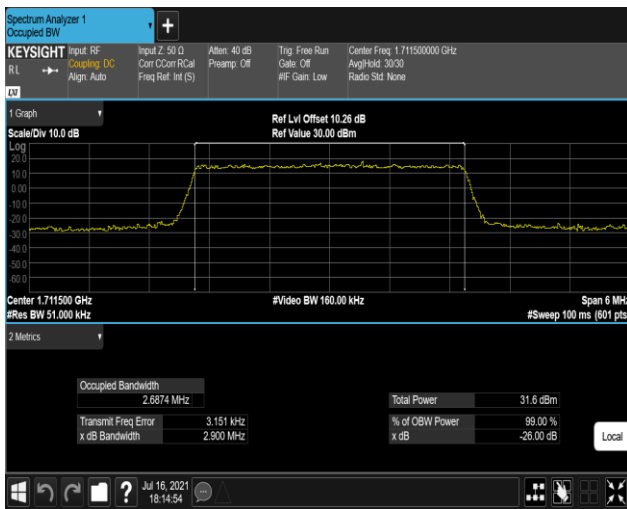 Spectrum Analyzer 1
Occupied BW
KEYSIGHT
RL
LXI
Input: RF
Coupling: DC
Align: Auto
Input Z: 50 Ω
Corr CCorr RCal
Freq Ref: Int (S)
Atten: 40 dB
Preamp: Off
Trig: Free Run
Gate: Off
#IF Gain: Low
Center Freq: 1.711500000 GHz
Avg|Hold: 30/30
Radio Std: None
1 Graph
Scale/Div 10.0 dB
Ref Lvl Offset 10.26 dB
Ref Value 30.00 dBm
Log
20.0
10.0
0.00
-10.0
-20.0
-30.0
-40.0
-50.0
-60.0
Center 1.711500 GHz
#Res BW 51.000 kHz
#Video BW 160.00 kHz
Span 6 MHz
#Sweep 100 ms (601 pts
2 Metrics
Occupied Bandwidth
2.6874 MHz
Transmit Freq Error 3.151 kHz
x dB Bandwidth 2.900 MHz
Total Power 31.6 dBm
% of OBW Power 99.00 %
x dB -26.00 dB
Local
?
Jul 16, 2021
18:14:54